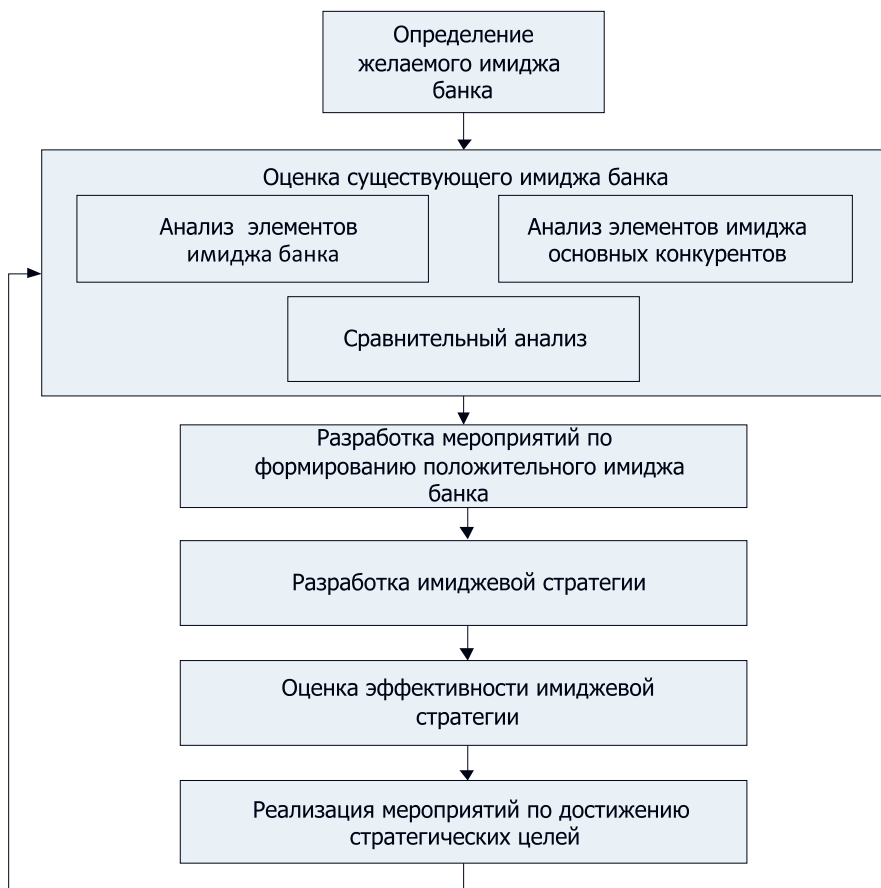 Определение
желаемого имиджа
банка
Оценка существующего имиджа банка
Анализ элементов
имиджа банка
Анализ элементов имиджа
основных конкурентов
Сравнительный анализ
Разработка мероприятий по
формированию положительного имиджа
банка
Разработка имиджевой стратегии
Оценка эффективности имиджевой
стратегии
Реализация мероприятий по достижению
стратегических целей